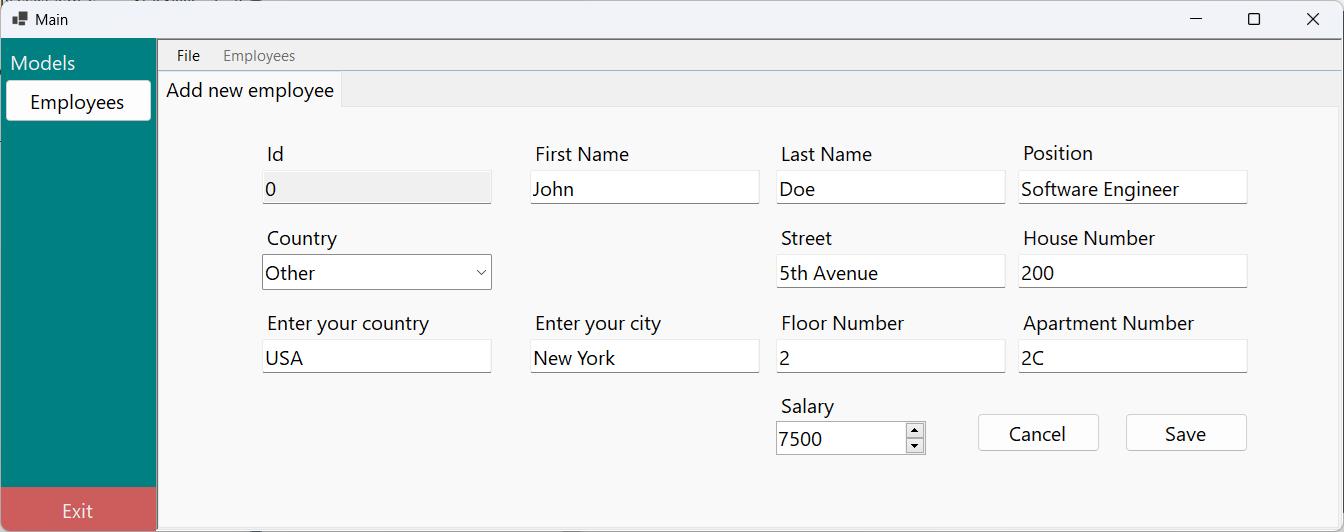 Main
Models
Employees
File Employees
Add new employee
Id First Name Last Name Position
0 John Doe Software Engineer
Country Street House Number
Other 5th Avenue 200
Enter your country Enter your city Floor Number Apartment Number
USA New York 2 2C
Salary
7500 Cancel Save
Exit